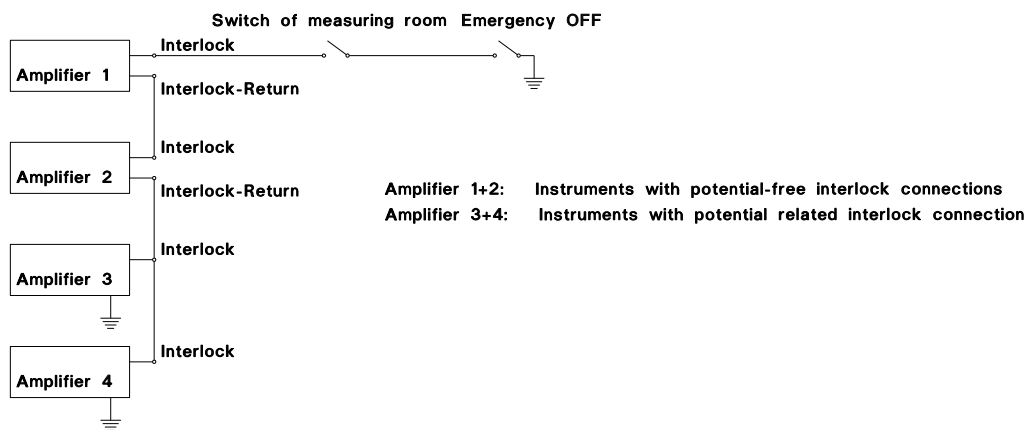 Switch of measuring room Emergency OFF
Interlock
Amplifier 1
Interlock-Return
Interlock
Amplifier 2
Interlock-Return
Amplifier 1+2: Instruments with potential-free interlock connections
Amplifier 3+4: Instruments with potential related interlock connection
Interlock
Amplifier 3
Interlock
Amplifier 4